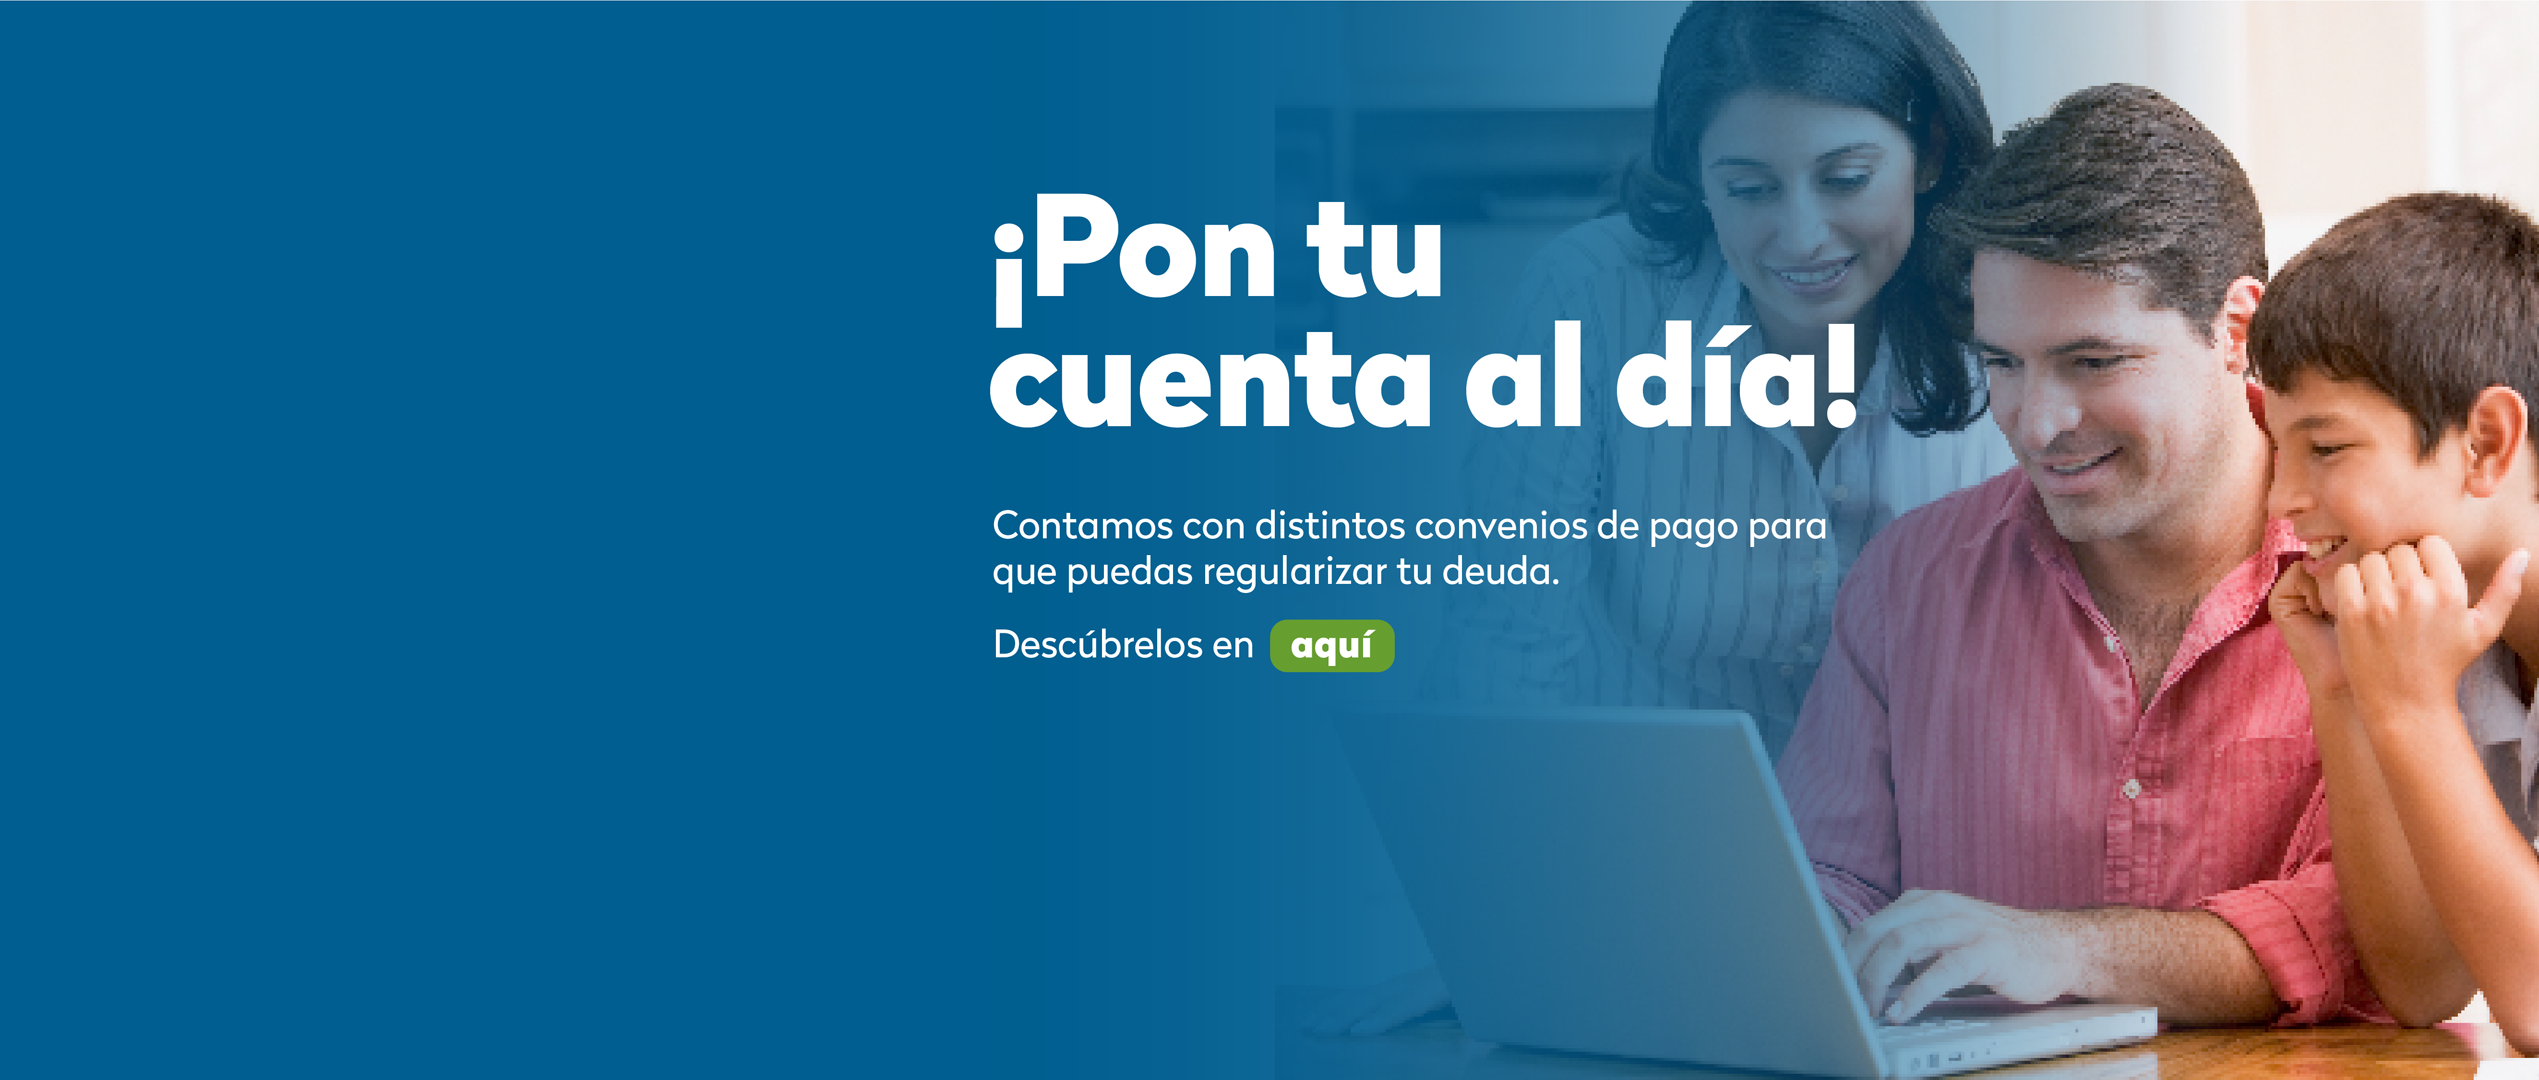 ¡Pon tu
cuenta al día!
Contamos con distintos convenios de pago para
que puedas regularizar tu deuda.
Descúbrelos en aquí